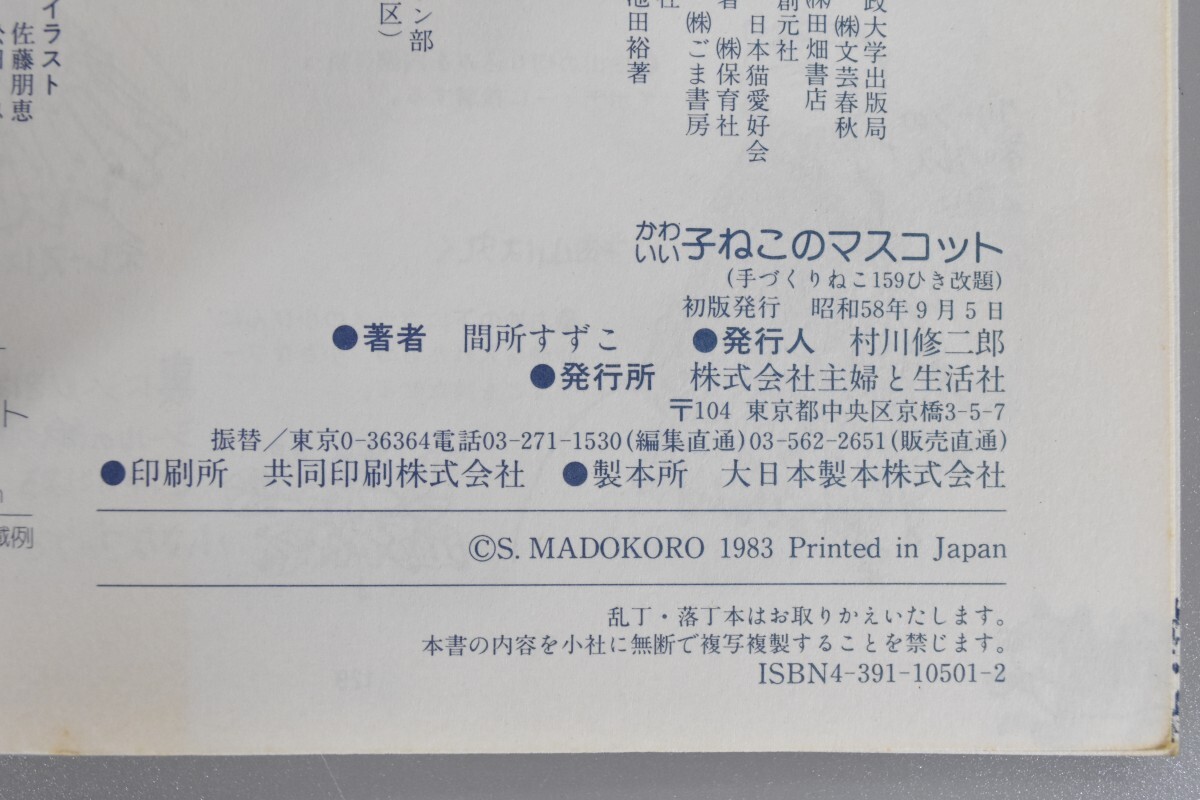 政大学出版局
㈱文芸春秋
㈱田畑書店
創元社
日本猫愛好会
㈱保育社
㈱ごま書房
社
池田裕著
ン部
区）
イラスト
佐藤朋恵
かわいい子ねこのマスコット
(手づくりねこ159ひき改題)
初版発行　昭和58年9月5日
●著者　間所すずこ　●発行人　村川修二郎
●発行所　株式会社主婦と生活社
〒104 東京都中央区京橋3-5-7
振替／東京0-36364電話03-271-1530(編集直通)03-562-2651(販売直通)
●印刷所　共同印刷株式会社　●製本所　大日本製本株式会社
©S. MADOKORO 1983 Printed in Japan
乱丁・落丁本はお取りかえいたします。
本書の内容を小社に無断で複写複製することを禁じます。
ISBN4-391-10501-2
ト
載例